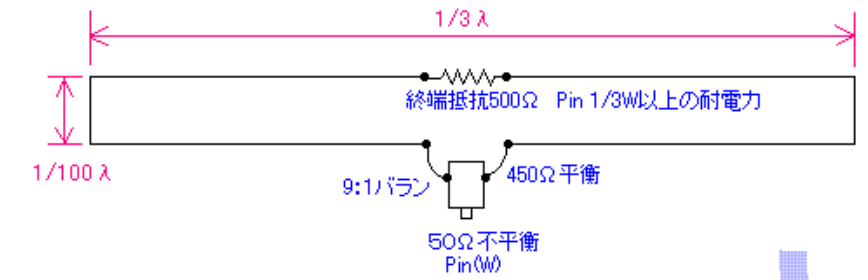 1/3 λ
終端抵抗500Ω Pin 1/3W以上の耐電力
1/100 λ
9:1バラン
450Ω 平衡
50Ω 不平衡
Pin(W)